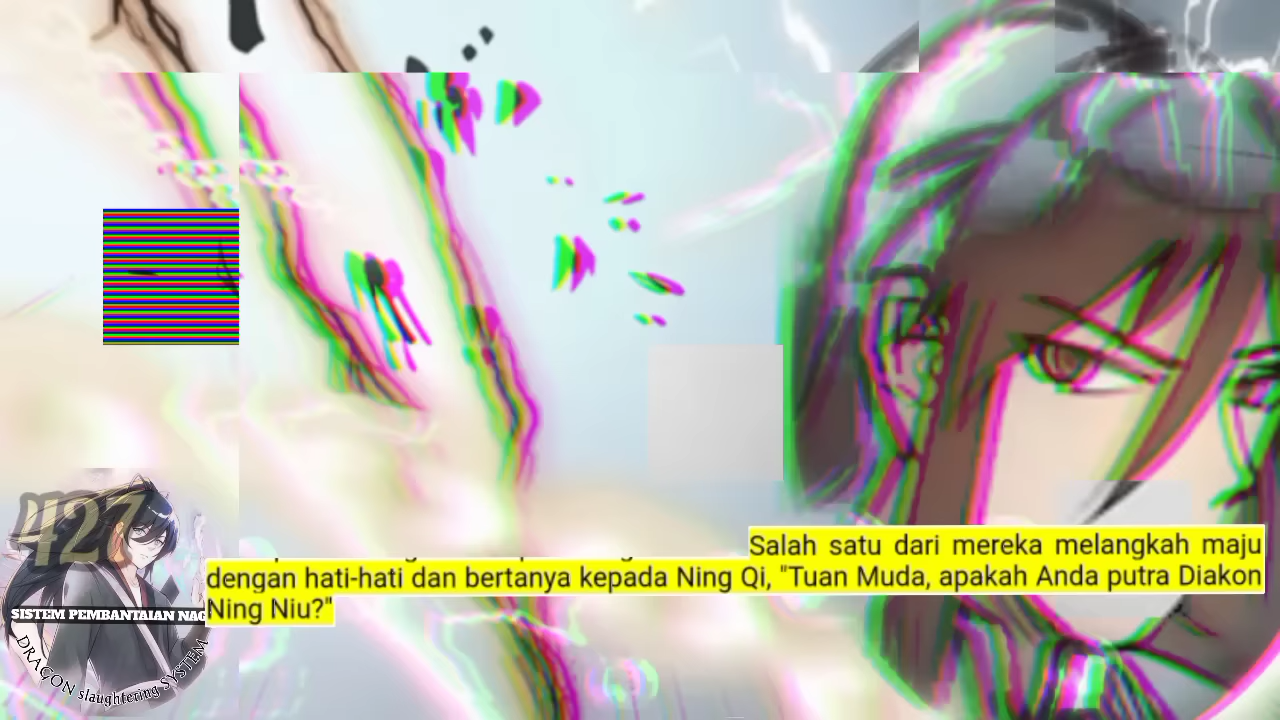 Salah satu dari mereka melangkah maju
dengan hati-hati dan bertanya kepada Ning Qi, "Tuan Muda, apakah Anda putra Diakon
Ning Niu?"
427
SISTEM PEMBANTAIAN NAG
DRACON slaughtering SYSTEM